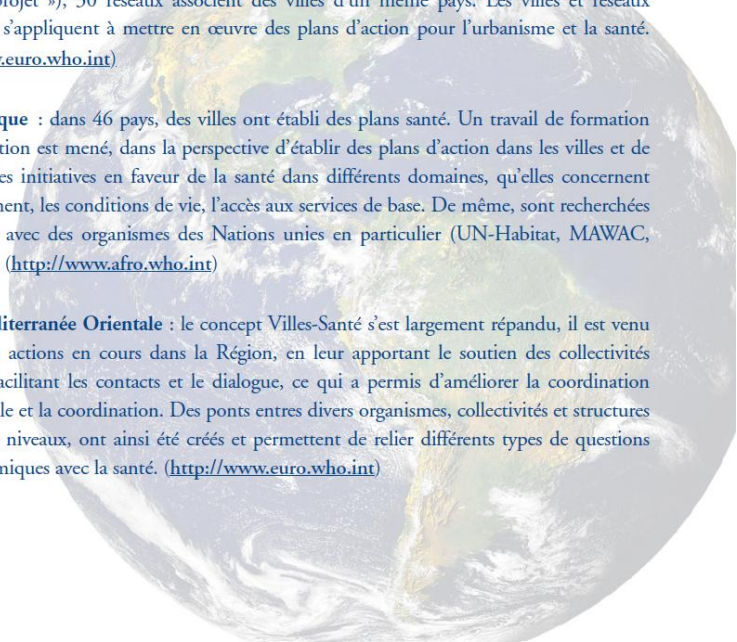 projet »), 30 réseaux associent des villes d'un même pays. Les villes et réseaux
s'appliquent à mettre en œuvre des plans d'action pour l'urbanisme et la santé.
.euro.who.int)
que : dans 46 pays, des villes ont établi des plans santé. Un travail de formation
tion est mené, dans la perspective d'établir des plans d'action dans les villes et de
es initiatives en faveur de la santé dans différents domaines, qu'elles concernent
ment, les conditions de vie, l'accès aux services de base. De même, sont recherchées
avec des organismes des Nations unies en particulier (UN-Habitat, MAWAC,
(http://www.afro.who.int)
diterranée Orientale : le concept Villes-Santé s'est largement répandu, il est venu
actions en cours dans la Région, en leur apportant le soutien des collectivités
acilitant les contacts et le dialogue, ce qui a permis d'améliorer la coordination
le et la coordination. Des ponts entres divers organismes, collectivités et structures
niveaux, ont ainsi été créés et permettent de relier différents types de questions
miques avec la santé. (http://www.euro.who.int)